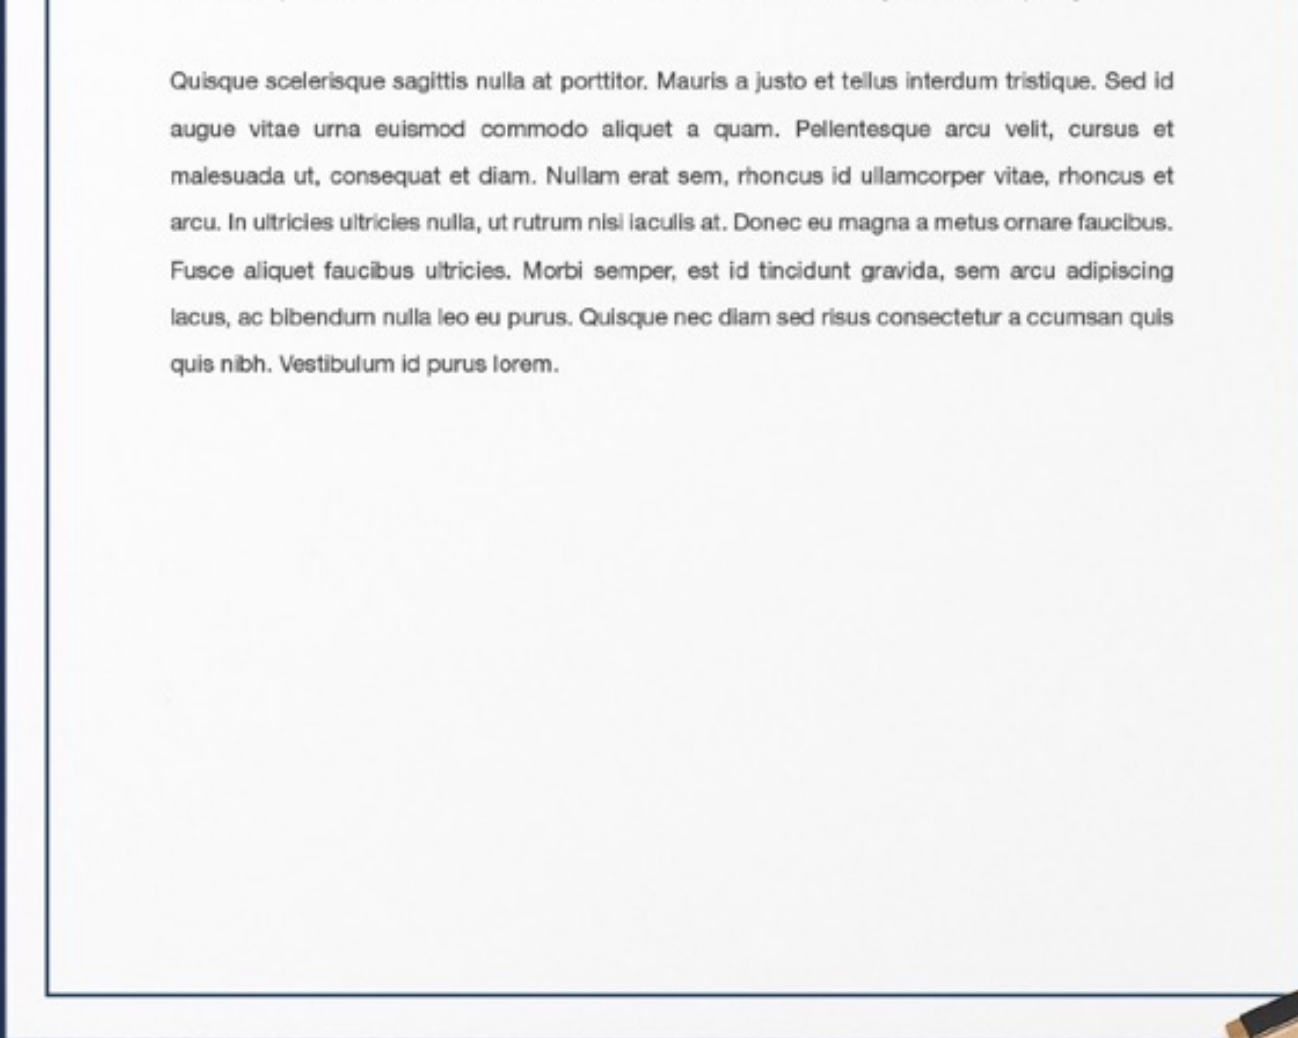 Quisque scelerisque sagittis nulla at porttitor. Mauris a justo et tellus interdum tristique. Sed id
augue vitae urna euismod commodo aliquet a quam. Pellentesque arcu velit, cursus et
malesuada ut, consequat et diam. Nullam erat sem, rhoncus id ullamcorper vitae, rhoncus et
arcu. In ultricies ultricies nulla, ut rutrum nisi iaculis at. Donec eu magna a metus ornare faucibus.
Fusce aliquet faucibus ultricies. Morbi semper, est id tincidunt gravida, sem arcu adipiscing
lacus, ac bibendum nulla leo eu purus. Quisque nec diam sed risus consectetur a ccumsan quis
quis nibh. Vestibulum id purus lorem.